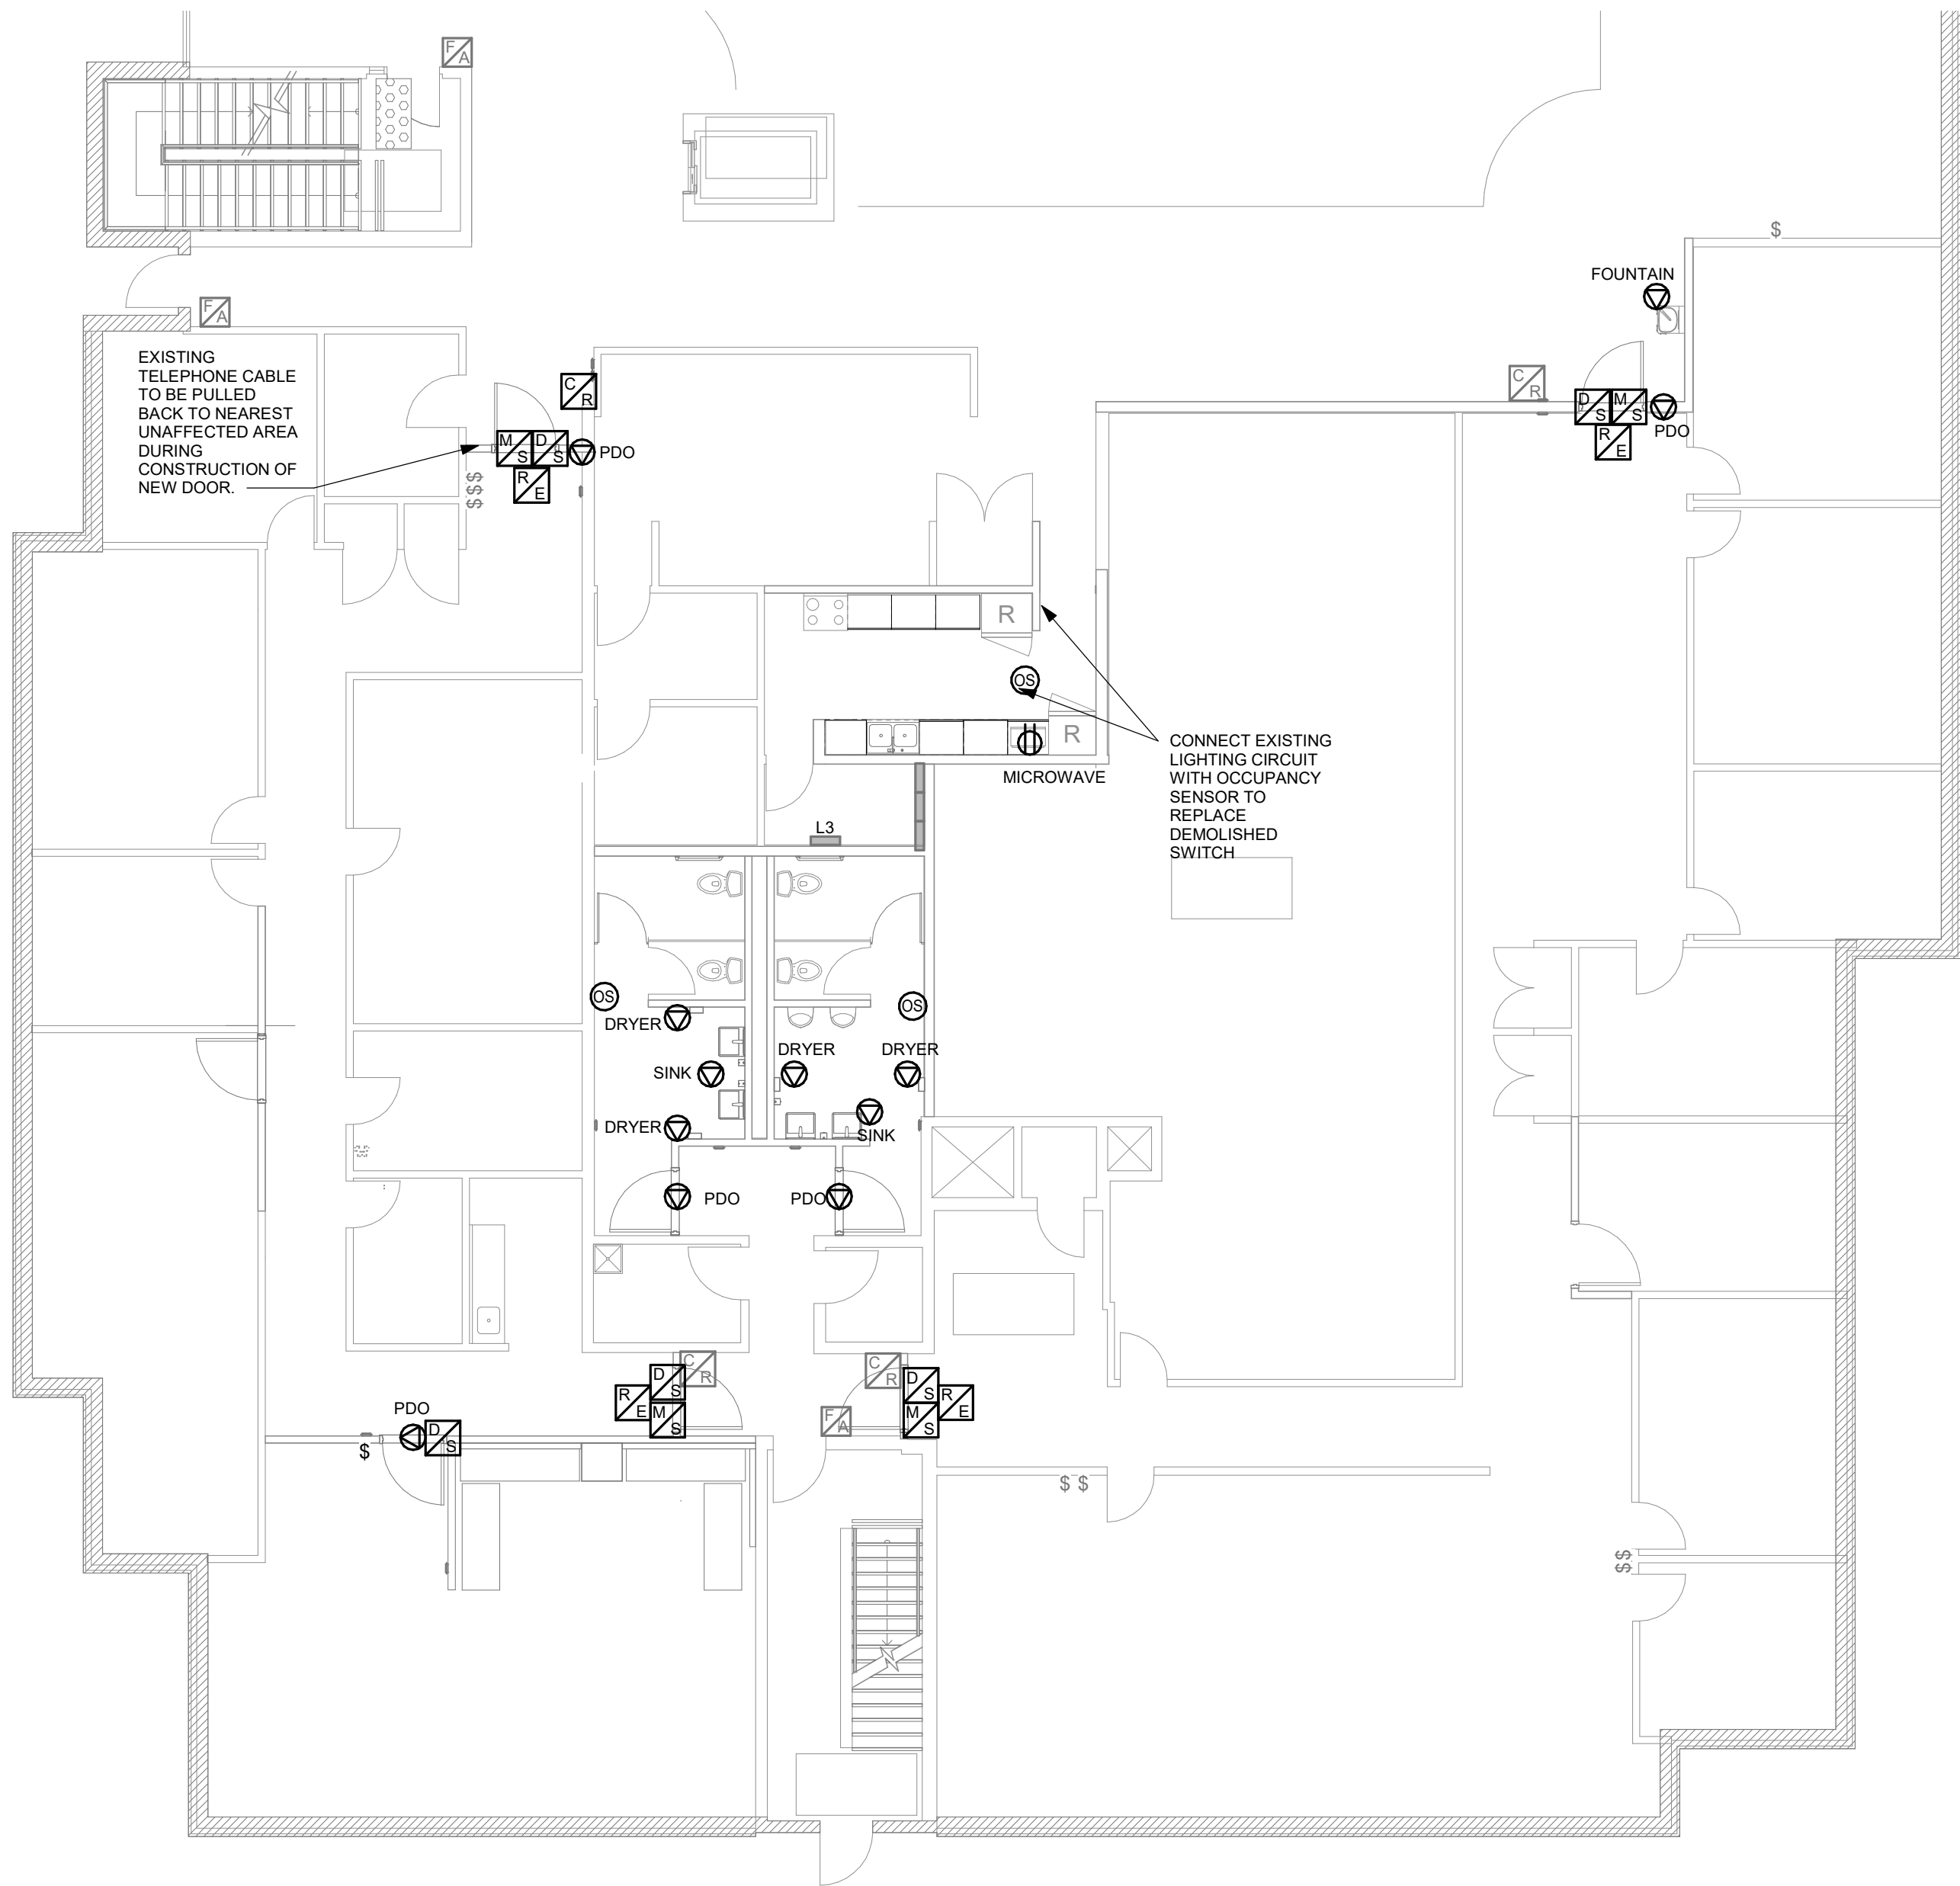 F
A
$
FOUNTAIN
F
A
EXISTING
TELEPHONE CABLE
TO BE PULLED
BACK TO NEAREST
UNAFFECTED AREA
DURING
CONSTRUCTION OF
NEW DOOR.
C
R
M
S
D
S
PDO
R
E
$$$
C
R
D
S
M
S
PDO
R
E
R
OS
R
MICROWAVE
CONNECT EXISTING
LIGHTING CIRCUIT
WITH OCCUPANCY
SENSOR TO
REPLACE
DEMOLISHED
SWITCH
L3
OS
OS
DRYER
DRYER
DRYER
SINK
DRYER
SINK
PDO
PDO
C
R
D
S
R
E
M
S
C
R
D
S
R
E
M
S
F
A
PDO
D
S
$
$ $
$$